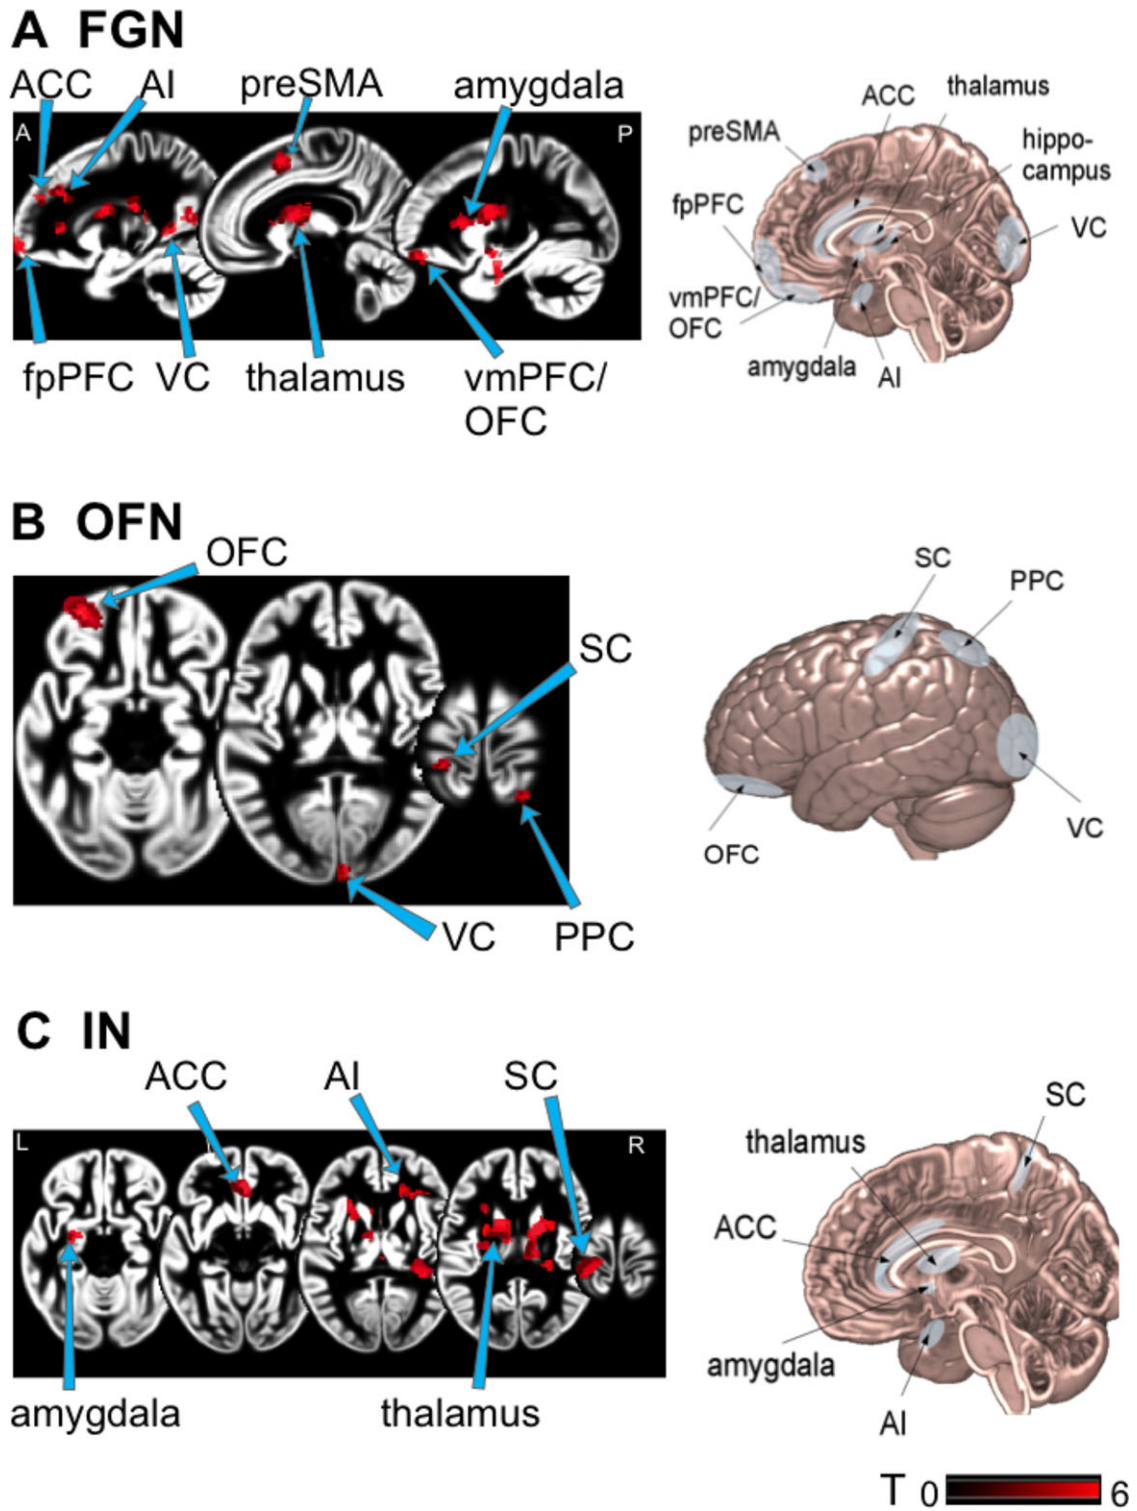 A FGN
ACC AI preSMA amygdala
A P
fpPFC VC thalamus vmPFC/
OFC
ACC thalamus
preSMA
hippo-
campus
fpPFC
VC
vmPFC/
OFC
amygdala AI
B OFN
OFC
SC
VC PPC
SC
PPC
OFC
VC
C IN
ACC AI SC
L R
amygdala thalamus
SC
thalamus
ACC
amygdala
AI
T 0 6